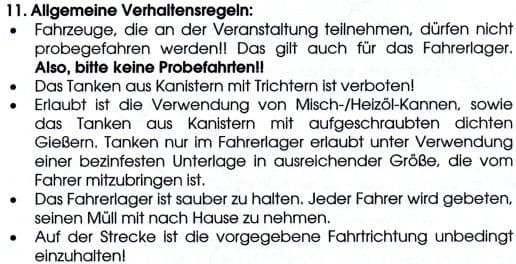 11. Allgemeine Verhaltensregeln:
• Fahrzeuge, die an der Veranstaltung teilnehmen, dürfen nicht
probegefahren werden!! Das gilt auch für das Fahrerlager.
Also, bitte keine Probefahrten!!
• Das Tanken aus Kanistern mit Trichtern ist verboten!
• Erlaubt ist die Verwendung von Misch-/Heizöl-Kannen, sowie
das Tanken aus Kanistern mit aufgeschraubten dichten
Gießern. Tanken nur im Fahrerlager erlaubt unter Verwendung
einer bezinfesten Unterlage in ausreichender Größe, die vom
Fahrer mitzubringen ist.
• Das Fahrerlager ist sauber zu halten. Jeder Fahrer wird gebeten,
seinen Müll mit nach Hause zu nehmen.
• Auf der Strecke ist die vorgegebene Fahrtrichtung unbedingt
einzuhalten!